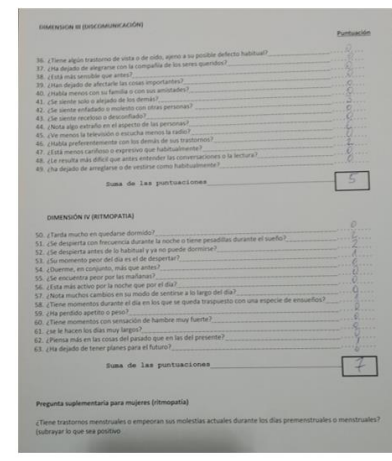 DIMENSION III (DISCOMUNICACIÓN)
Puntuación
36. ¿Tiene algún trastorno de vista o de oído, ajeno a su posible defecto habitual?
37. ¿Ha dejado de alegrarse con la compañía de los seres queridos?
38. ¿Está más sensible que antes?
39. ¿Han dejado de afectarle las cosas importantes?
40. ¿Habla menos con su familia o con sus amistades?
41. ¿Se siente solo o alejado de los demás?
42. ¿Se siente enfadado o molesto con otras personas?
43. ¿Se siente receloso o desconfiado?
44. ¿Nota algo extraño en el aspecto de las personas?
45. ¿Ve menos la televisión o escucha menos la radio?
46. ¿Habla preferentemente con los demás de sus trastornos?
47. ¿Está menos cariñoso o expresivo que habitualmente?
48. ¿Le resulta más difícil que antes entender las conversaciones o la lectura?
49. ¿ha dejado de arreglarse o de vestirse como habitualmente?
Suma de las puntuaciones 5
DIMENSIÓN IV (RITMOPATIA)
50. ¿Tarda mucho en quedarse dormido?
51. ¿Se despierta con frecuencia durante la noche o tiene pesadillas durante el sueño?
52. ¿Se despierta antes de lo habitual y ya no puede dormirse?
53. ¿Su momento peor del día es el de despertar?
54. ¿Duerme, en conjunto, más que antes?
55. ¿Se encuentra peor por las mañanas?
56. ¿Esta más activo por la noche que por el día?
57. ¿Nota muchos cambios en su modo de sentirse a lo largo del día?
58. ¿Tiene momentos durante el día en los que se queda traspuesto con una especie de ensueños?
59. ¿Ha perdido apetito o peso?
60. ¿Tiene momentos con sensación de hambre muy fuerte?
61. ¿se le hacen los días muy largos?
62. ¿Piensa más en las cosas del pasado que en las del presente?
63. ¿Ha dejado de tener planes para el futuro?
Suma de las puntuaciones 7
Pregunta suplementaria para mujeres (ritmopatia)
¿Tiene trastornos menstruales o empeoran sus molestias actuales durante los días premenstruales o menstruales?
(subrayar lo que sea positivo